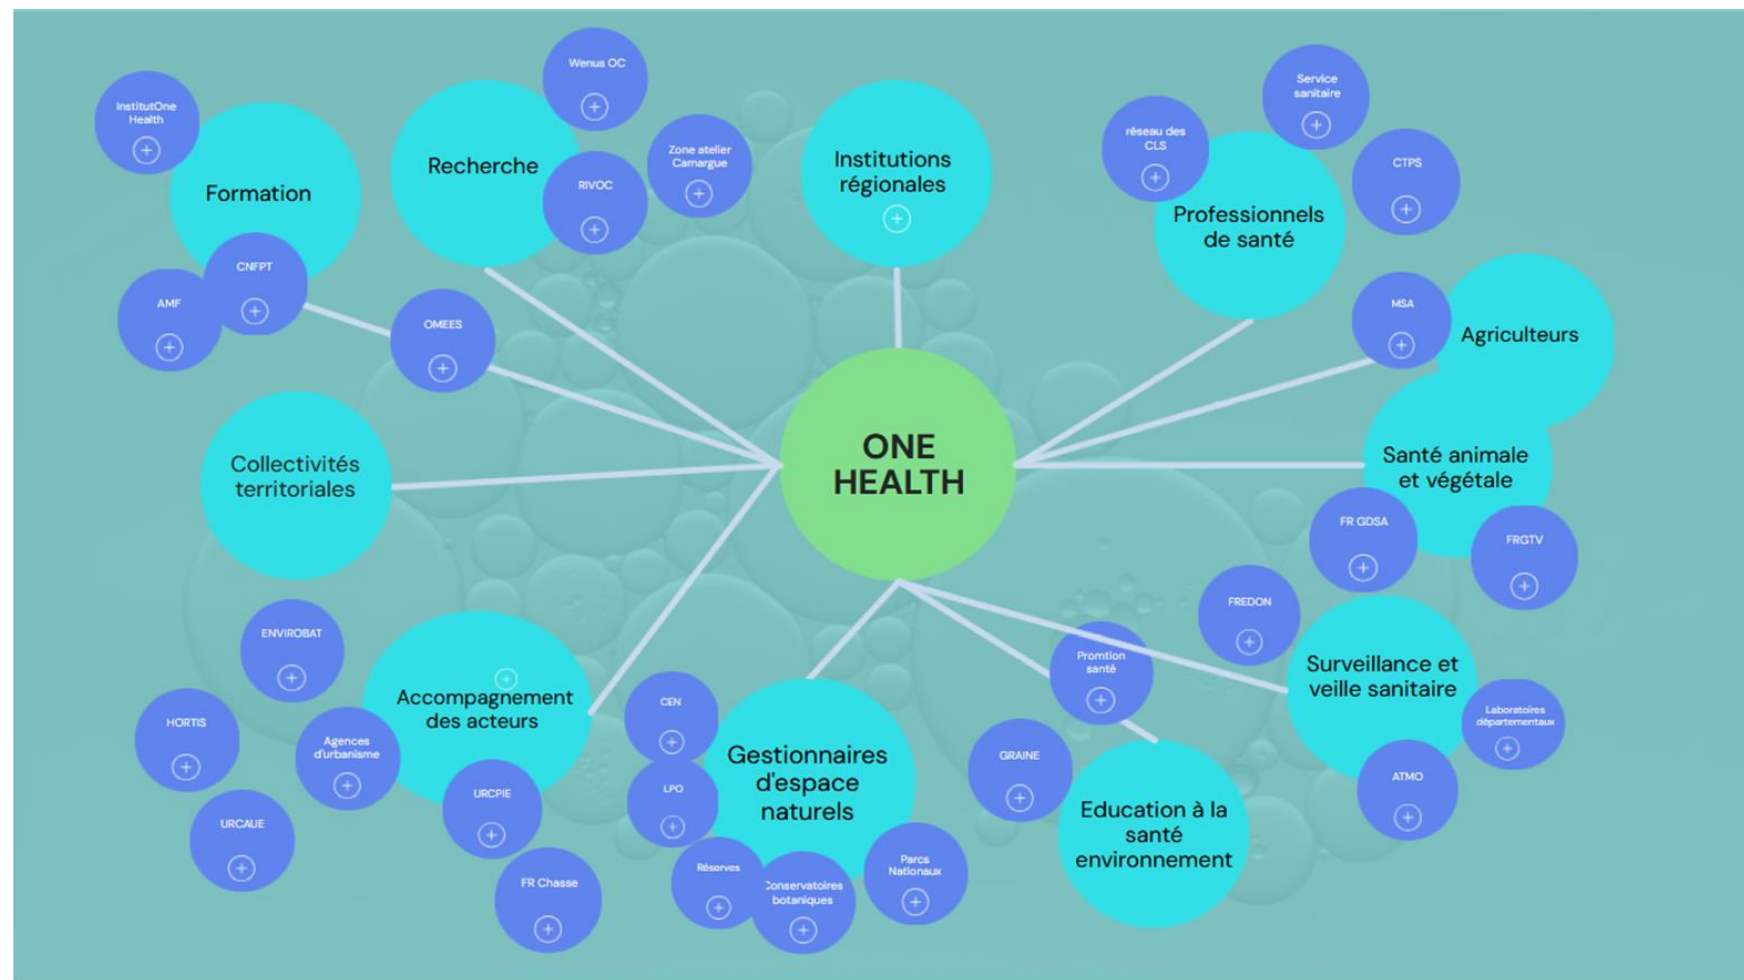 Wenus OC
Service
sanitaire
InstitutOne
Health
réseau des
CLS
Recherche
Zone atelier
Camargue
Institutions
régionales
CTPS
RIVOC
Formation
Professionnels
de santé
CNFPT
AMF
OMEES
MSA
Agriculteurs
ONE
HEALTH
Collectivités
territoriales
Santé animale
et végétale
FR GDSA
FRGTV
FREDON
ENVIROBAT
Promtion
santé
Surveillance et
veille sanitaire
Accompagnement
des acteurs
CEN
Laboratoires
départementaux
HORTIS
Agences
d'urbanisme
Gestionnaires
d'espace
naturels
GRAINE
ATMO
LPO
URCPIE
URCAUE
Education à la
santé
environnement
Réserves
Parcs
Nationaux
FR Chasse
Conservatoires
botaniques